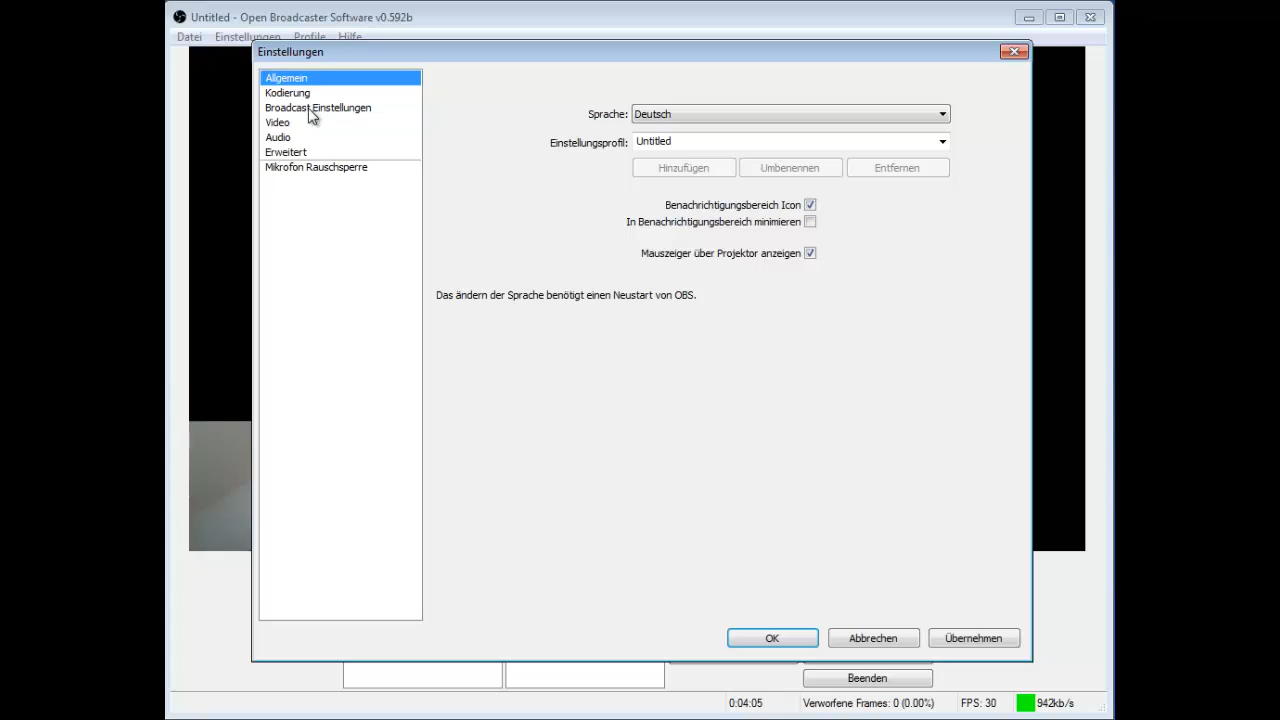 Untitled - Open Broadcaster Software v0.592b
Datei Einstellungen Profile Hilfe
Einstellungen
Allgemein
Kodierung
Broadcast Einstellungen
Video
Audio
Erweitert
Mikrofon Rauschsperre
Sprache: Deutsch
Einstellungsprofil: Untitled
Hinzufügen Umbenennen Entfernen
Benachrichtigungsbereich Icon
In Benachrichtigungsbereich minimieren
Mauszeiger über Projektor anzeigen
Das ändern der Sprache benötigt einen Neustart von OBS.
OK Abbrechen Übernehmen
Beenden
0:04:05 Verworfene Frames: 0 (0.00%) FPS: 30 942kb/s